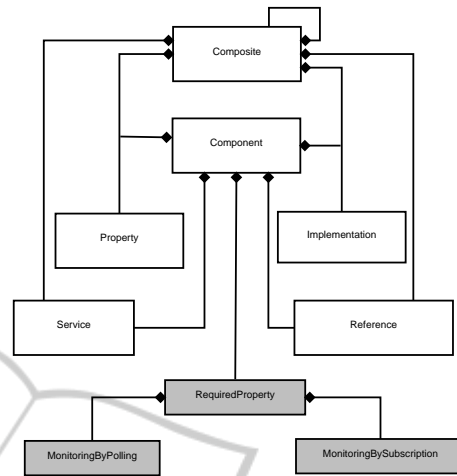 Composite
Component
Property
Implementation
Service
Reference
RequiredProperty
MonitoringByPolling
MonitoringBySubscription